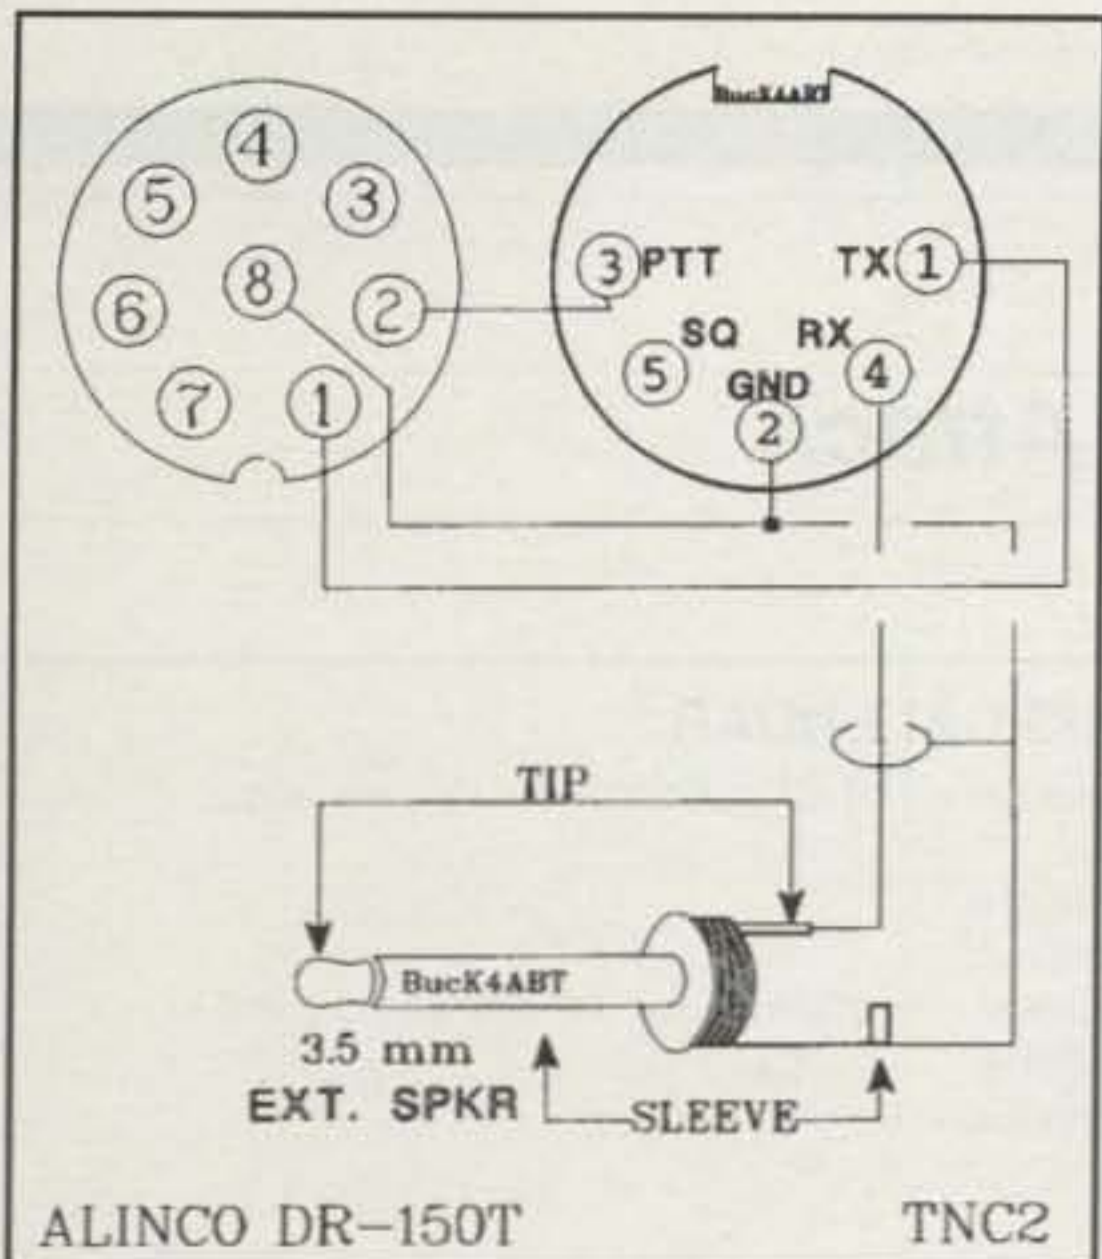 BucK4ABT
4
5
3
8
6
2
7
1
3 PTT
TX 1
SQ
RX
5
GND
4
2
TIP
BucK4ABT
3.5 mm
EXT. SPKR
SLEEVE
ALINCO DR-150T
TNC2